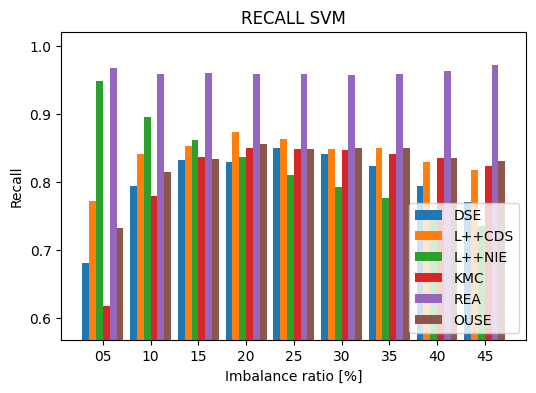 RECALL SVM
1.0
0.9
0.8
0.7
0.6
Recall
DSE
L++CDS
L++NIE
KMC
REA
OUSE
05 10 15 20 25 30 35 40 45
Imbalance ratio [%]